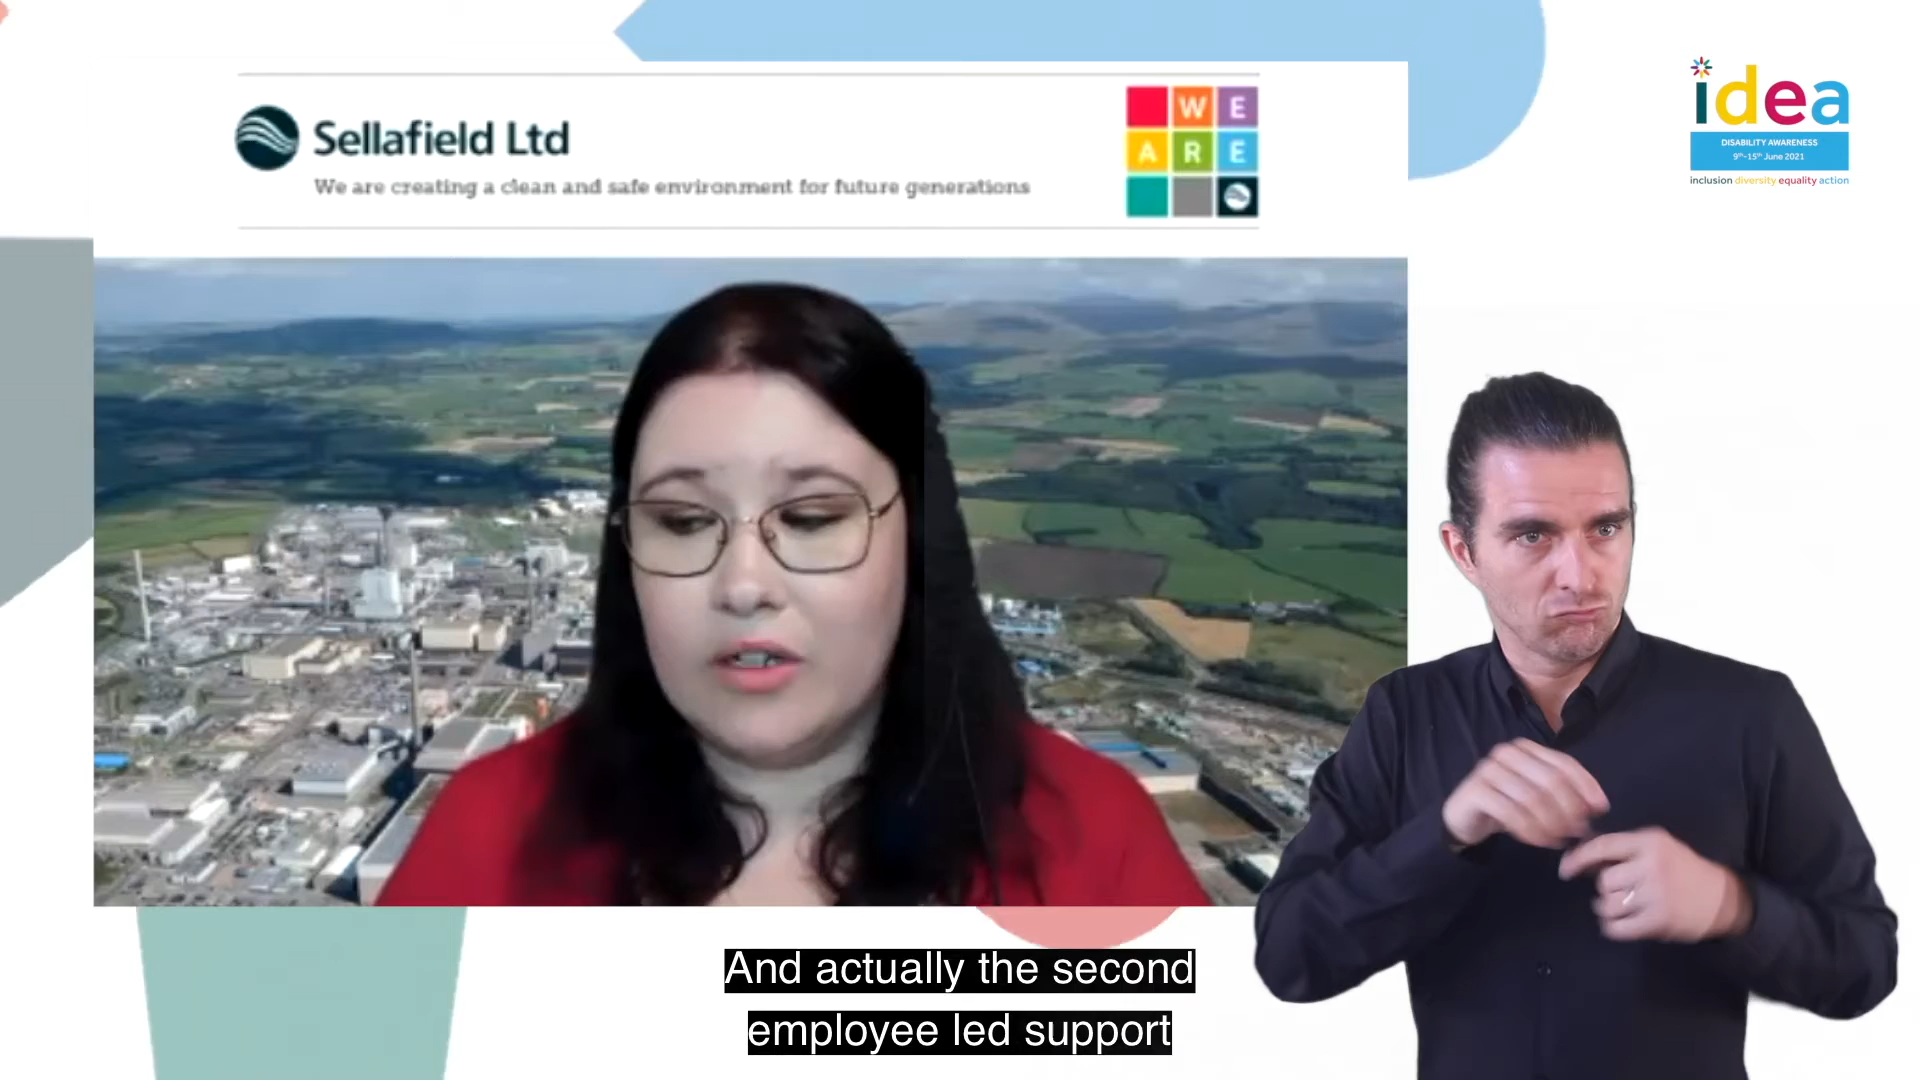 Sellafield Ltd
We are creating a clean and safe environment for future generations
W E
A R E
idea
DISABILITY AWARENESS
9th-15th June 2021
inclusion diversity equality action
And actually the second
employee led support